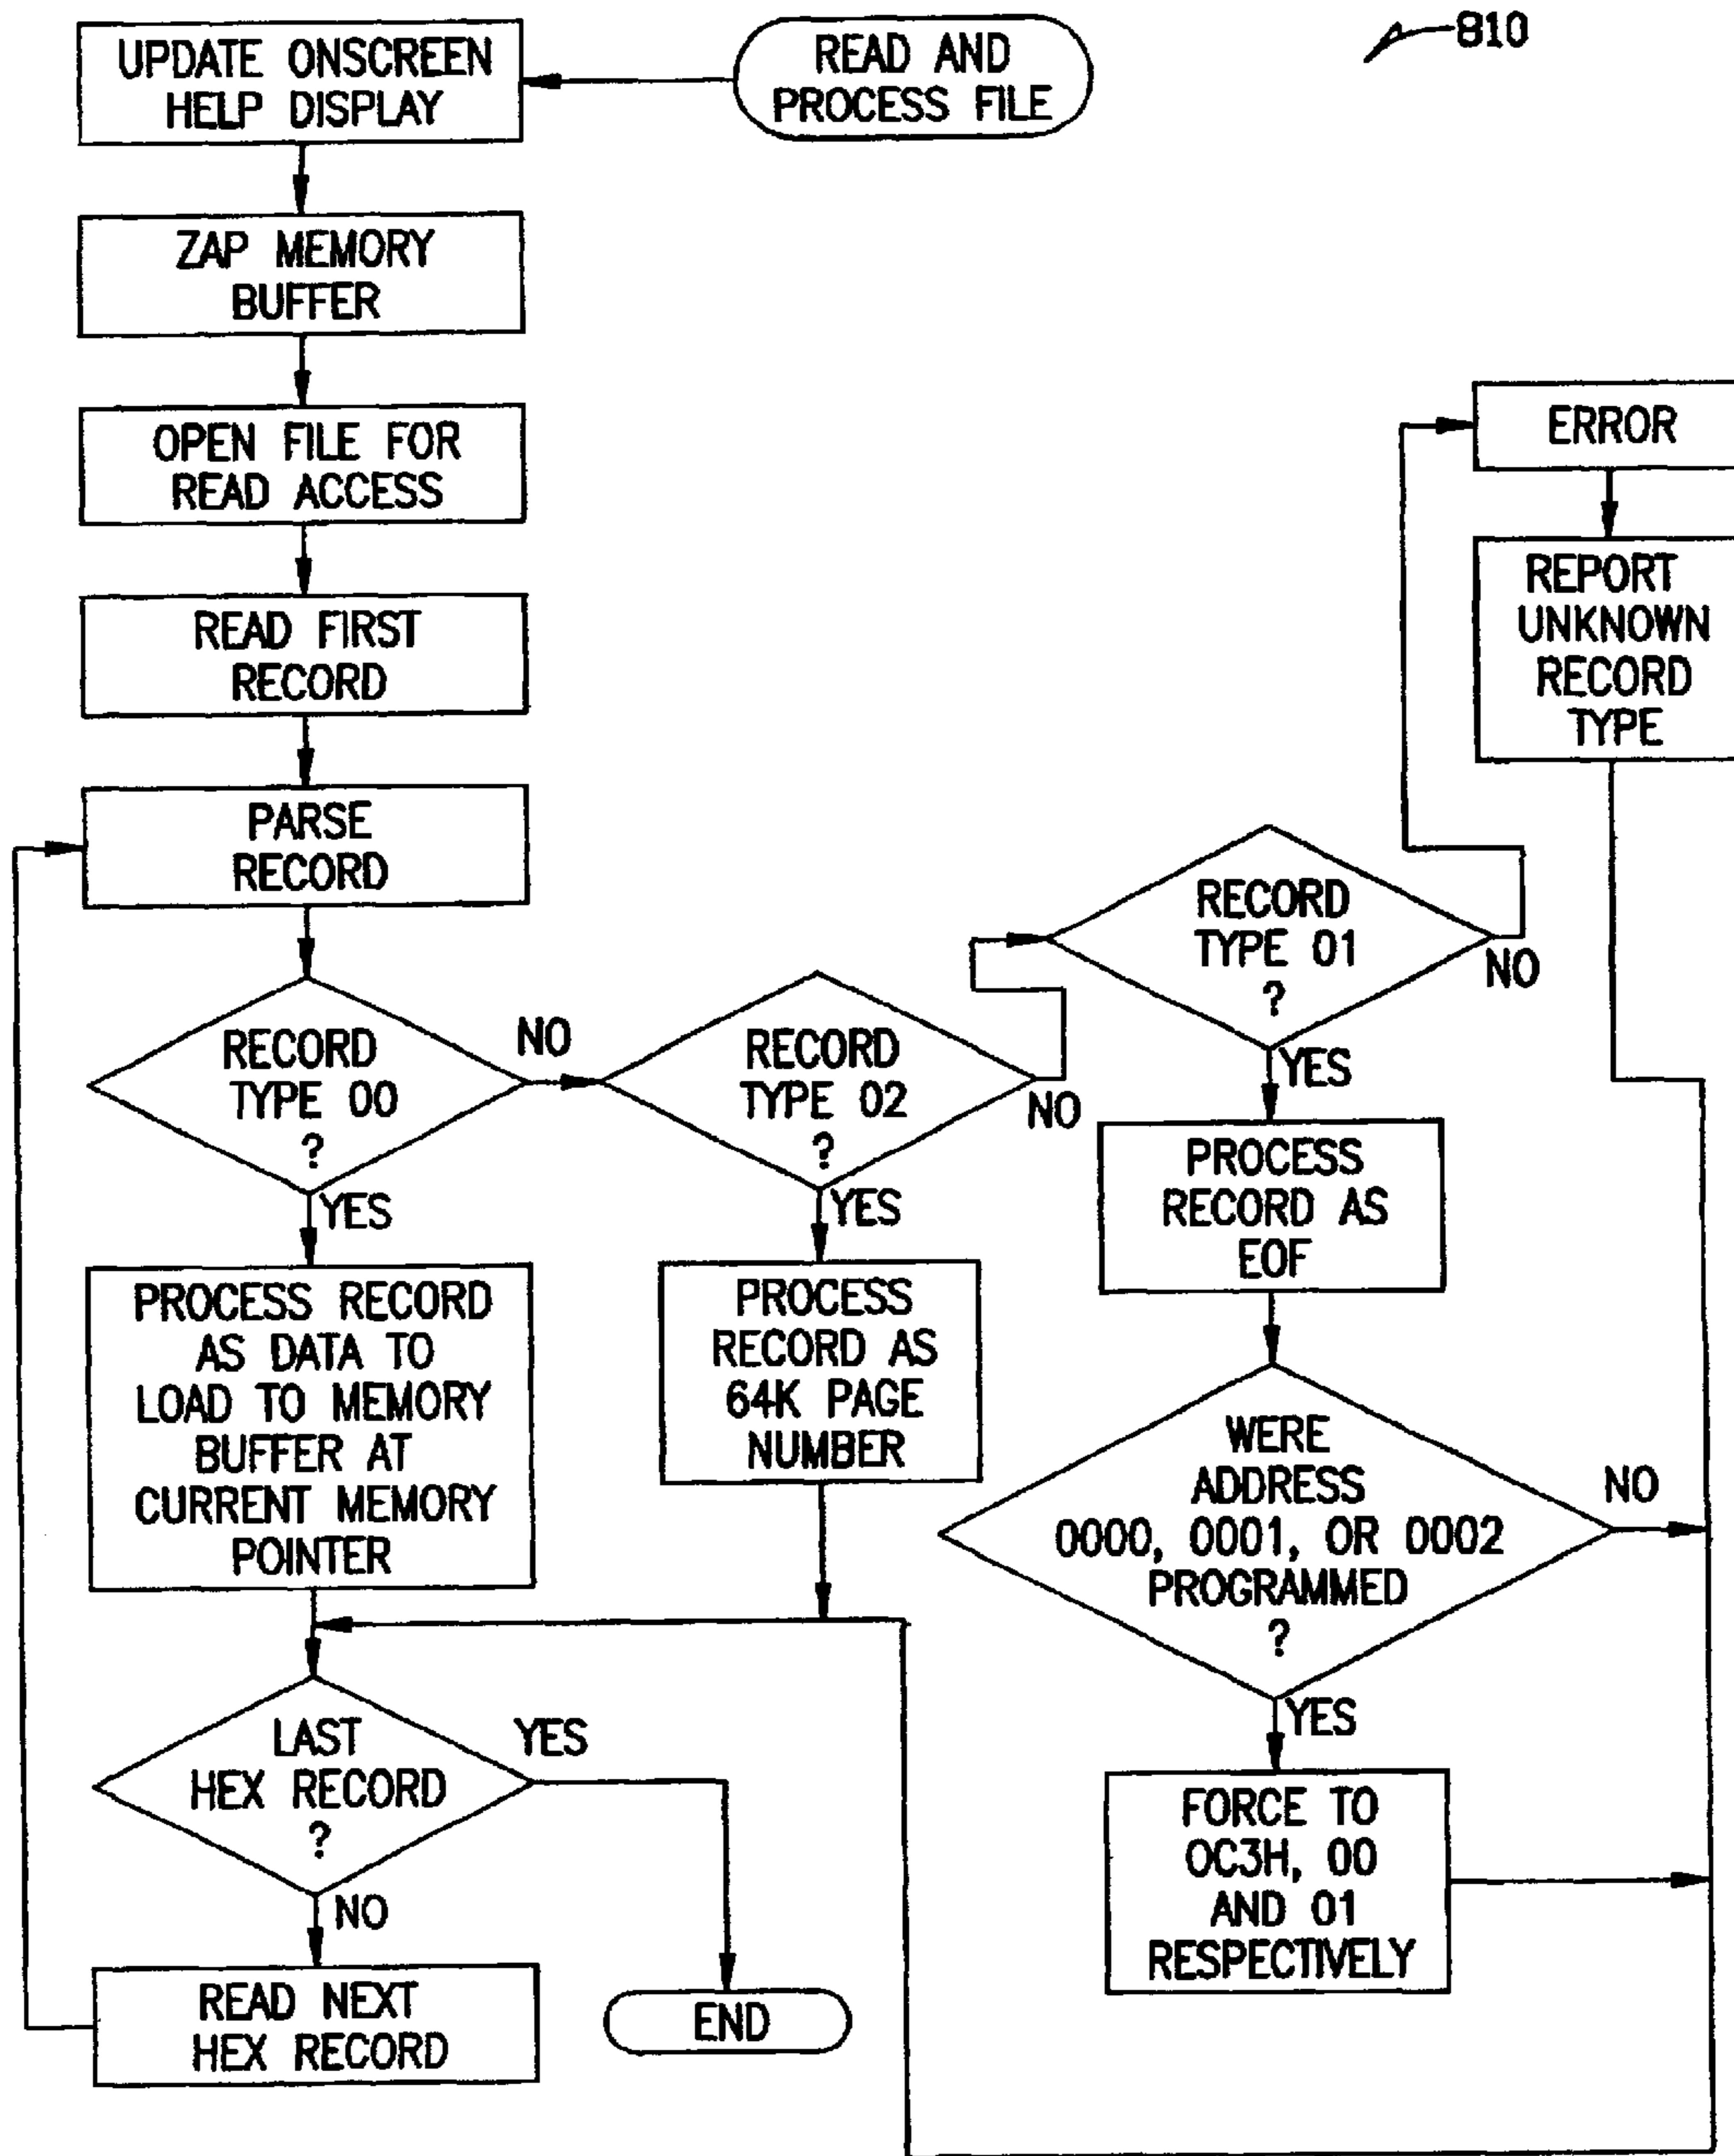 810
READ AND
PROCESS FILE
UPDATE ONSCREEN
HELP DISPLAY
ZAP MEMORY
BUFFER
OPEN FILE FOR
READ ACCESS
READ FIRST
RECORD
PARSE
RECORD
RECORD
TYPE 00
?
NO
YES
RECORD
TYPE 02
?
NO
YES
RECORD
TYPE 01
?
NO
YES
ERROR
REPORT
UNKNOWN
RECORD
TYPE
PROCESS RECORD
AS DATA TO
LOAD TO MEMORY
BUFFER AT
CURRENT MEMORY
POINTER
PROCESS
RECORD AS
64K PAGE
NUMBER
PROCESS
RECORD AS
EOF
WERE
ADDRESS
0000, 0001, OR 0002
PROGRAMMED
?
NO
YES
FORCE TO
0C3H, 00
AND 01
RESPECTIVELY
LAST
HEX RECORD
?
YES
NO
READ NEXT
HEX RECORD
END